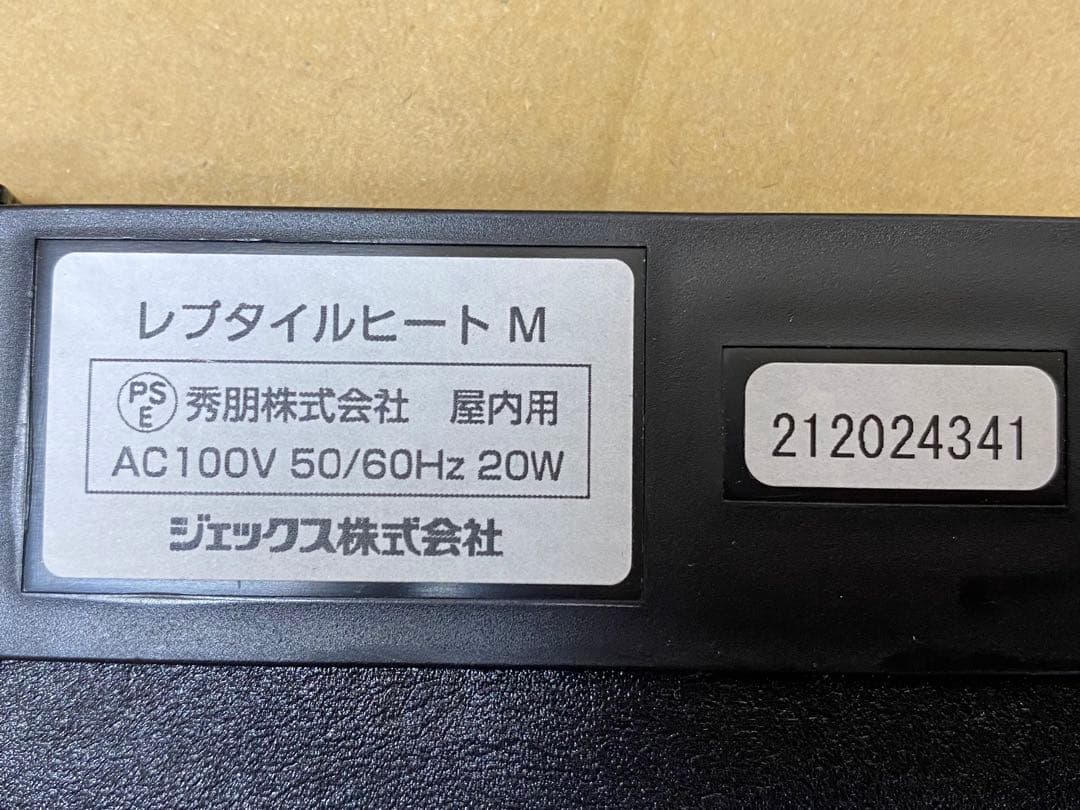 レプタイルヒート M
PSE 秀朋株式会社 屋内用
AC100V 50/60Hz 20W
ジェックス株式会社
212024341